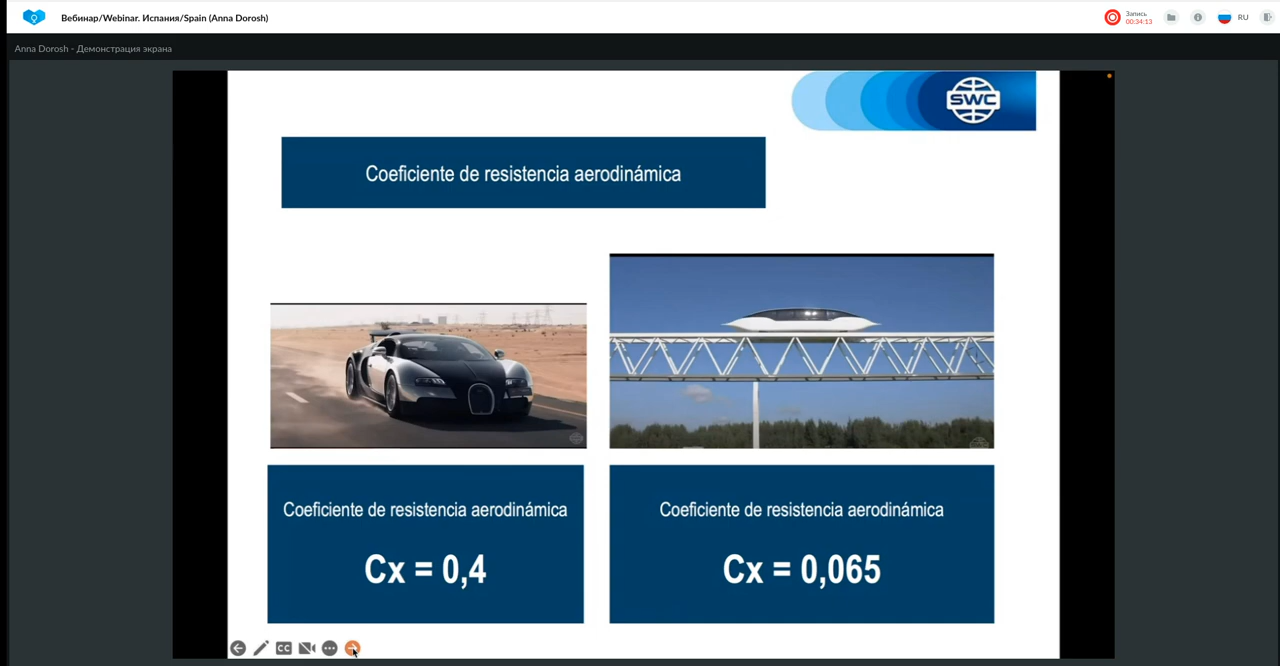 Вебинар/Webinar. Испания/Spain (Anna Dorosh)
Запись
00:34:13
RU
Anna Dorosh - Демонстрация экрана
SWC
Coeficiente de resistencia aerodinámica
Coeficiente de resistencia aerodinámica
Cx = 0,4
Coeficiente de resistencia aerodinámica
Cx = 0,065
CC